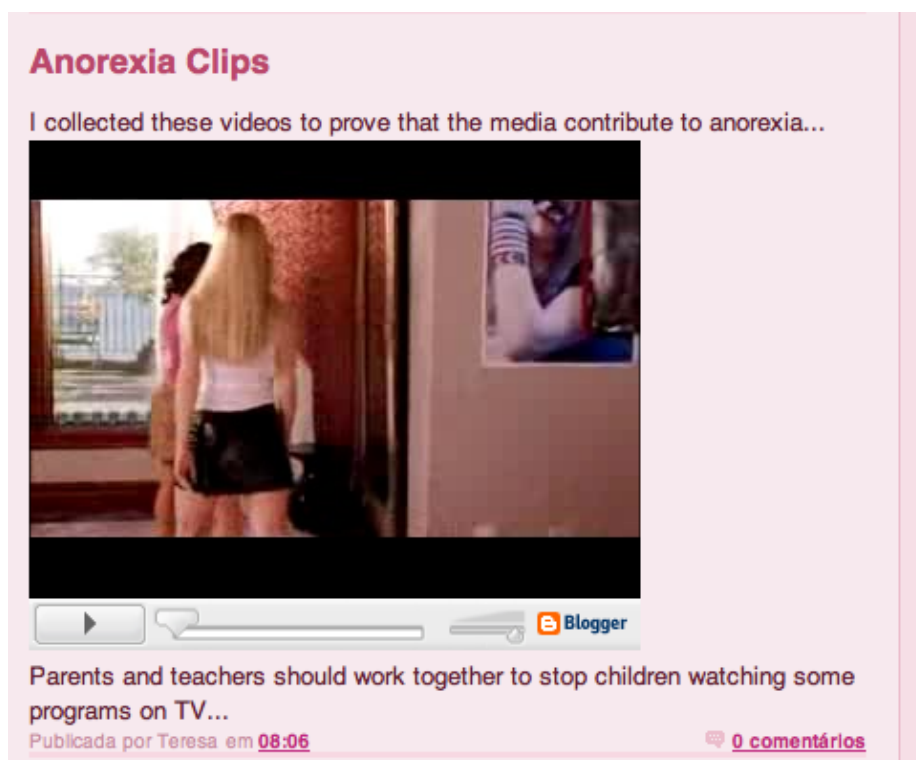 Anorexia Clips
I collected these videos to prove that the media contribute to anorexia...
Blogger
Parents and teachers should work together to stop children watching some
programs on TV...
Publicada por Teresa em 08:06
0 comentários